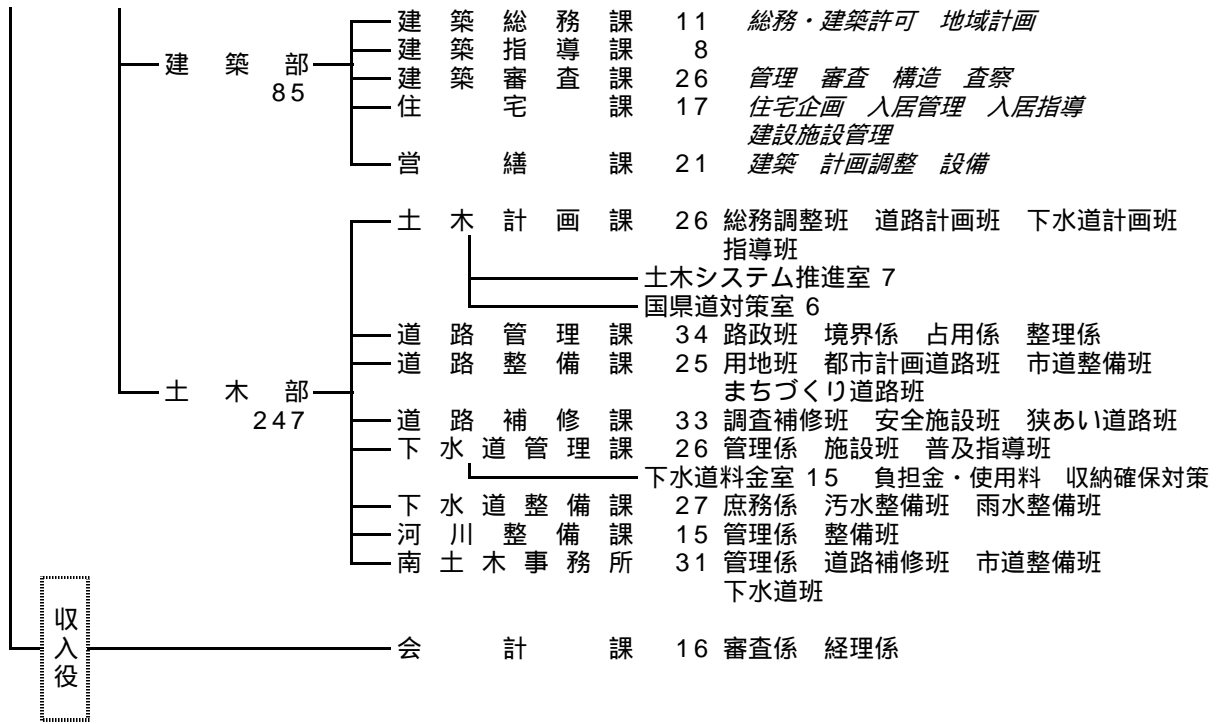 建築総務課 11 総務・建築許可 地域計画
建築指導課 8
建築部 建築審査課 26 管理 審査 構造 査察
85
住宅課 17 住宅企画 入居管理 入居指導
建設施設管理
営繕課 21 建築 計画調整 設備
土木計画課 26 総務調整班 道路計画班 下水道計画班
指導班
土木システム推進室 7
国県道対策室 6
道路管理課 34 路政班 境界係 占用係 整理係
道路整備課 25 用地班 都市計画道路班 市道整備班
土木部 まちづくり道路班
247
道路補修課 33 調査補修班 安全施設班 狭あい道路班
下水道管理課 26 管理係 施設班 普及指導班
下水道料金室 15 負担金・使用料 収納確保対策
下水道整備課 27 庶務係 汚水整備班 雨水整備班
河川整備課 15 管理係 整備班
南土木事務所 31 管理係 道路補修班 市道整備班
下水道班
収入役 会計課 16 審査係 経理係